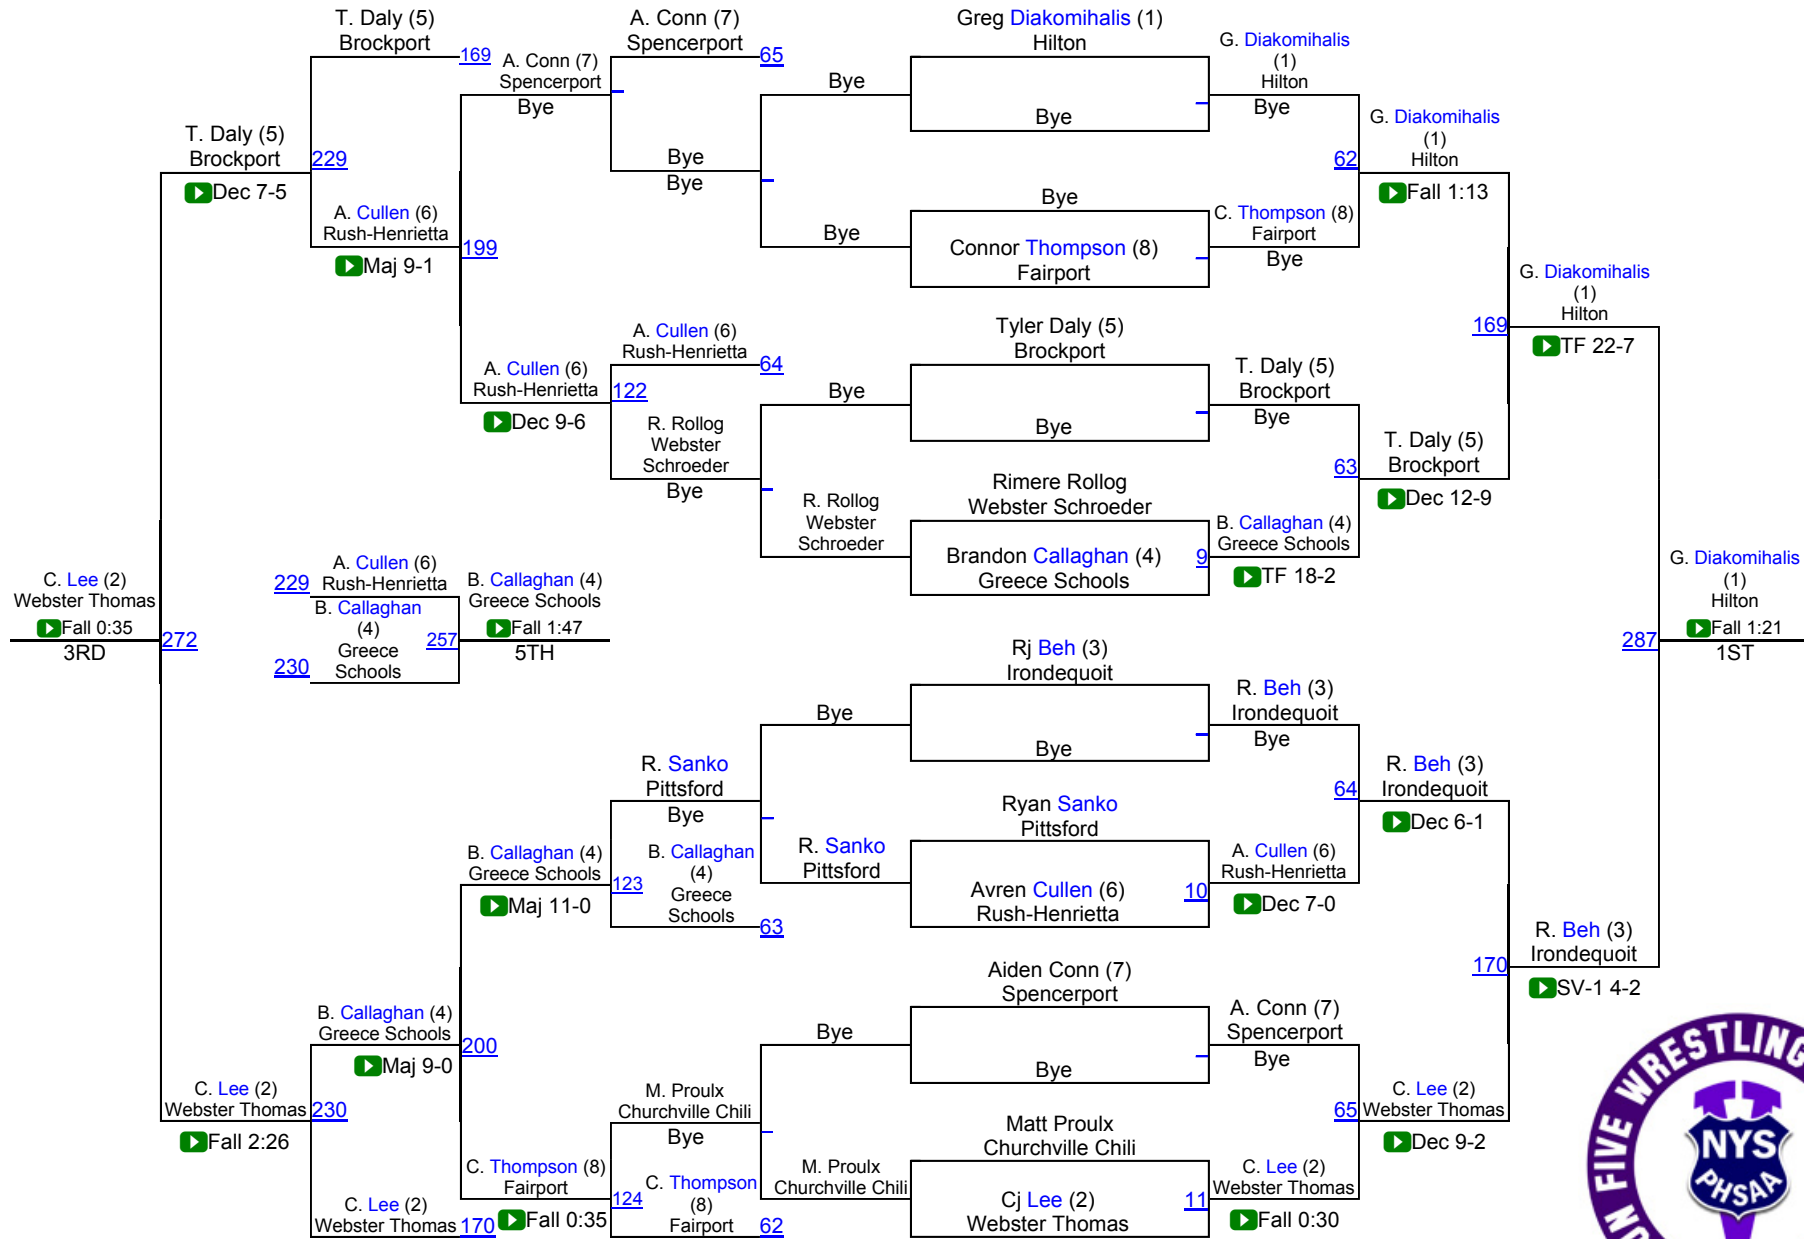 T. Daly (5)
Brockport
169
A. Conn (7)
Spencerport
Bye
A. Conn (7)
Spencerport
65
Bye
Bye
Bye
Greg Diakomihalis (1)
Hilton
Bye
G. Diakomihalis
(1)
Hilton
Bye
G. Diakomihalis
(1)
Hilton
62
Fall 1:13
T. Daly (5)
Brockport
229
Dec 7-5
A. Cullen (6)
Rush-Henrietta
199
Maj 9-1
Bye
Bye
Connor Thompson (8)
Fairport
C. Thompson (8)
Fairport
Bye
G. Diakomihalis
(1)
Hilton
169
TF 22-7
A. Cullen (6)
Rush-Henrietta
122
Dec 9-6
A. Cullen (6)
Rush-Henrietta
64
R. Rollog
Webster
Schroeder
Bye
Bye
Tyler Daly (5)
Brockport
Bye
T. Daly (5)
Brockport
Bye
63
T. Daly (5)
Brockport
Dec 12-9
R. Rollog
Webster
Schroeder
Rimere Rollog
Webster Schroeder
Brandon Callaghan (4)
Greece Schools
9
B. Callaghan (4)
Greece Schools
TF 18-2
C. Lee (2)
Webster Thomas
Fall 0:35
3RD
272
229
A. Cullen (6)
Rush-Henrietta
B. Callaghan
(4)
Greece
Schools
230
257
B. Callaghan (4)
Greece Schools
Fall 1:47
5TH
G. Diakomihalis
(1)
Hilton
Fall 1:21
1ST
287
Bye
Rj Beh (3)
Irondequoit
Bye
R. Beh (3)
Irondequoit
Bye
64
R. Beh (3)
Irondequoit
Dec 6-1
R. Sanko
Pittsford
Bye
R. Sanko
Pittsford
Ryan Sanko
Pittsford
Avren Cullen (6)
Rush-Henrietta
10
A. Cullen (6)
Rush-Henrietta
Dec 7-0
B. Callaghan (4)
Greece Schools
123
Maj 11-0
B. Callaghan
(4)
Greece
Schools
63
R. Beh (3)
Irondequoit
170
SV-1 4-2
B. Callaghan (4)
Greece Schools
200
Maj 9-0
Bye
Aiden Conn (7)
Spencerport
Bye
A. Conn (7)
Spencerport
Bye
C. Lee (2)
Webster Thomas
230
Fall 2:26
M. Proulx
Churchville Chili
Bye
M. Proulx
Churchville Chili
Matt Proulx
Churchville Chili
Cj Lee (2)
Webster Thomas
11
C. Lee (2)
Webster Thomas
Fall 0:30
65
C. Lee (2)
Webster Thomas
Dec 9-2
C. Lee (2)
Webster Thomas
170
C. Thompson (8)
Fairport
124
Fall 0:35
C. Thompson
(8)
Fairport
62
FIVE WRESTLING
NYS
PHSAA